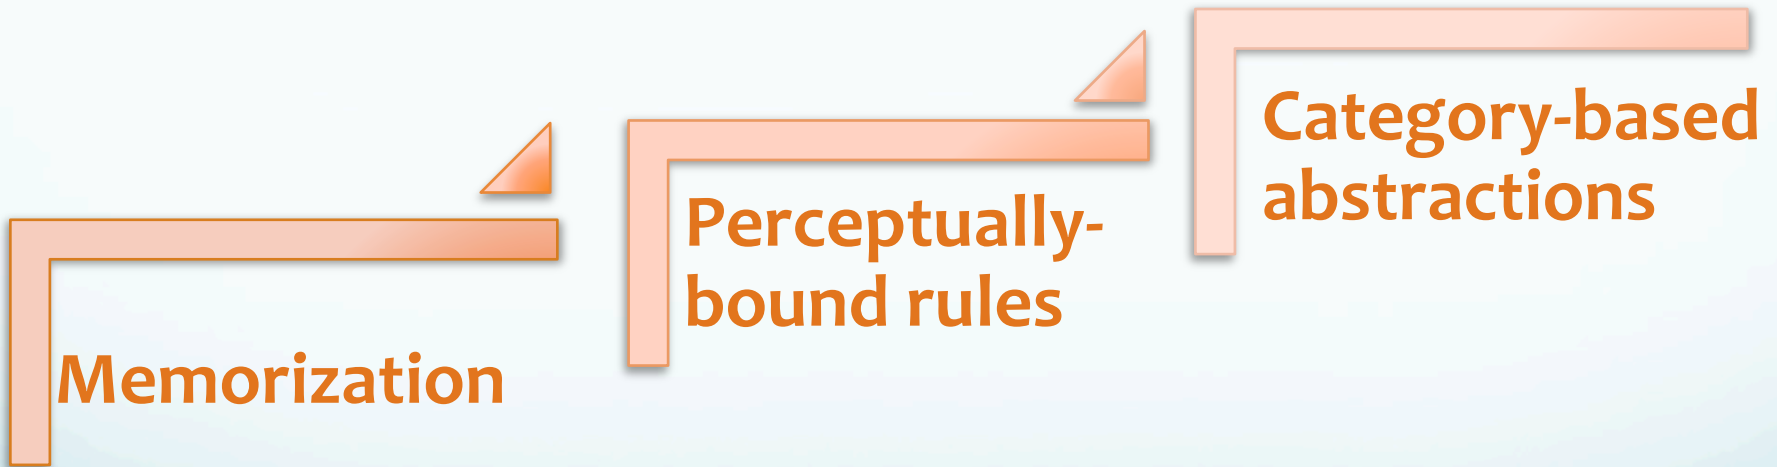 Memorization
Perceptually-
bound rules
Category-based
abstractions